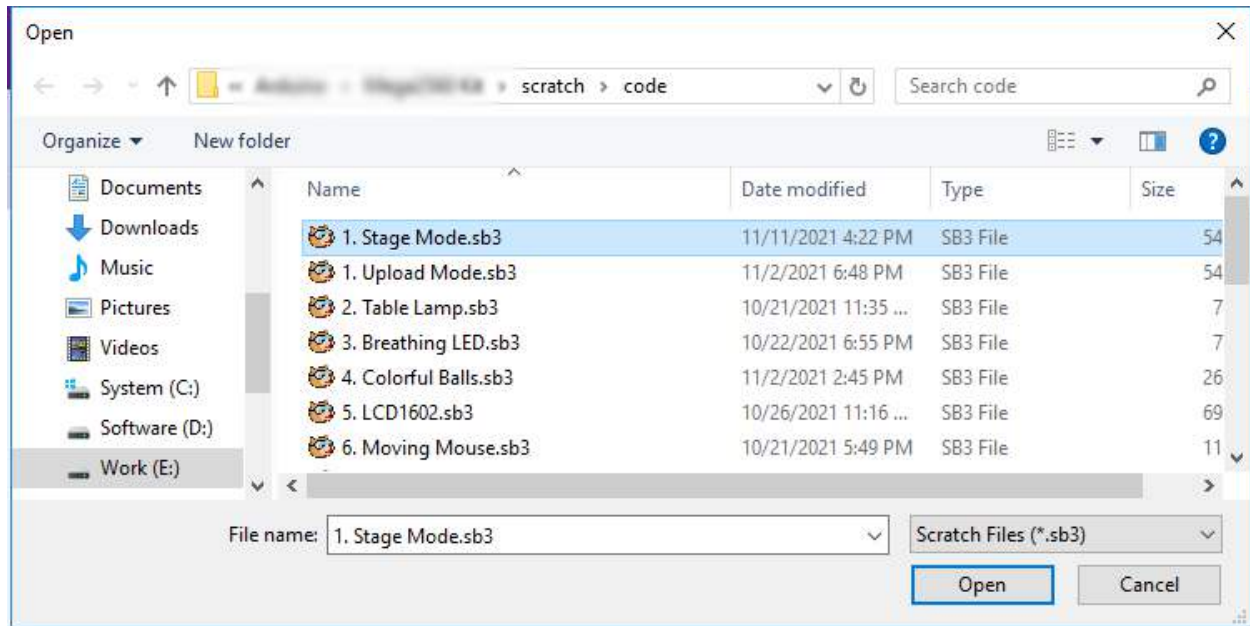 Open
scratch > code
Search code
Organize
New folder
Name Date modified Type Size
Documents
Downloads
Music
Pictures
Videos
System (C:)
Software (D:)
Work (E:)
1. Stage Mode.sb3 11/11/2021 4:22 PM SB3 File 54
1. Upload Mode.sb3 11/2/2021 6:48 PM SB3 File 54
2. Table Lamp.sb3 10/21/2021 11:35 ... SB3 File 7
3. Breathing LED.sb3 10/22/2021 6:55 PM SB3 File 7
4. Colorful Balls.sb3 11/2/2021 2:45 PM SB3 File 26
5. LCD1602.sb3 10/26/2021 11:16 ... SB3 File 69
6. Moving Mouse.sb3 10/21/2021 5:49 PM SB3 File 11
File name: 1. Stage Mode.sb3
Scratch Files (*.sb3)
Open
Cancel